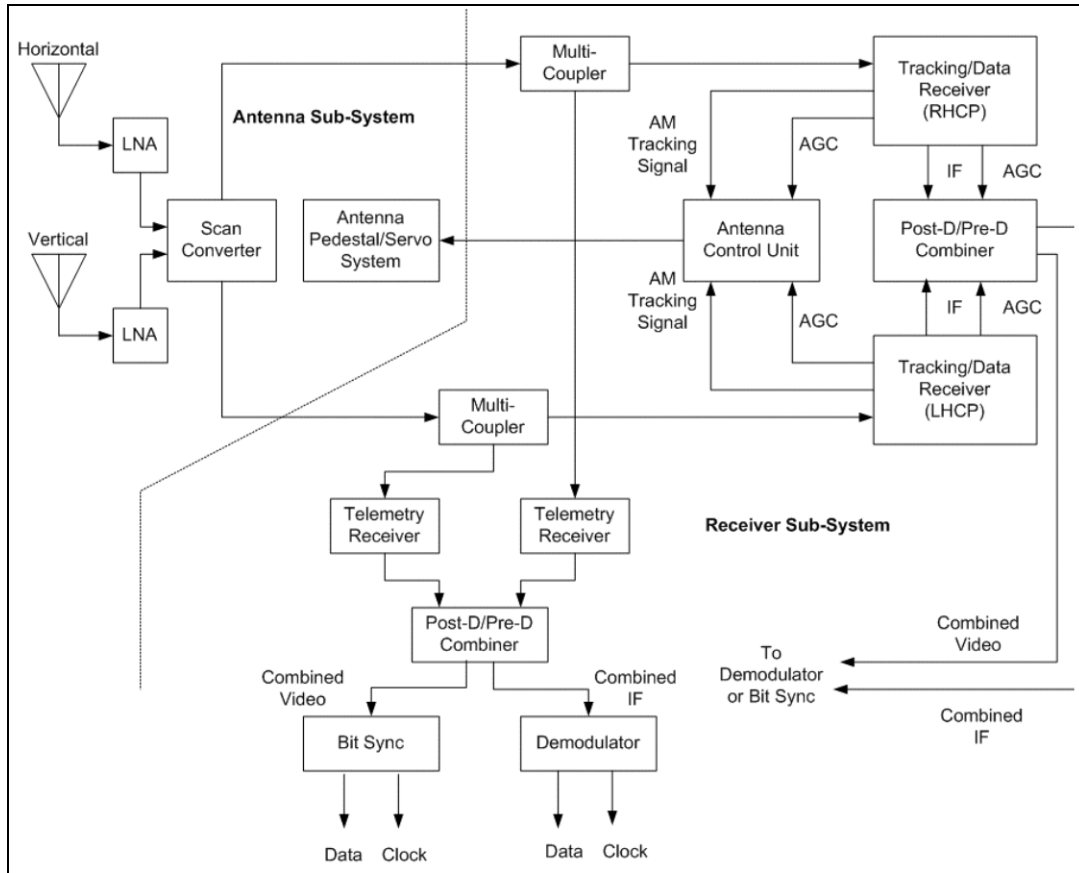 Horizontal
LNA
Vertical
LNA
Scan
Converter
Antenna Sub-System
Antenna
Pedestal/Servo
System
Multi-
Coupler
Tracking/Data
Receiver
(RHCP)
AM
Tracking
Signal
AGC
IF
AGC
Antenna
Control Unit
Post-D/Pre-D
Combiner
AM
Tracking
Signal
AGC
IF
AGC
Tracking/Data
Receiver
(LHCP)
Multi-
Coupler
Telemetry
Receiver
Telemetry
Receiver
Receiver Sub-System
Post-D/Pre-D
Combiner
Combined
Video
Combined
IF
Bit Sync
Demodulator
Data
Clock
Data
Clock
Combined
Video
To
Demodulator
or Bit Sync
Combined
IF